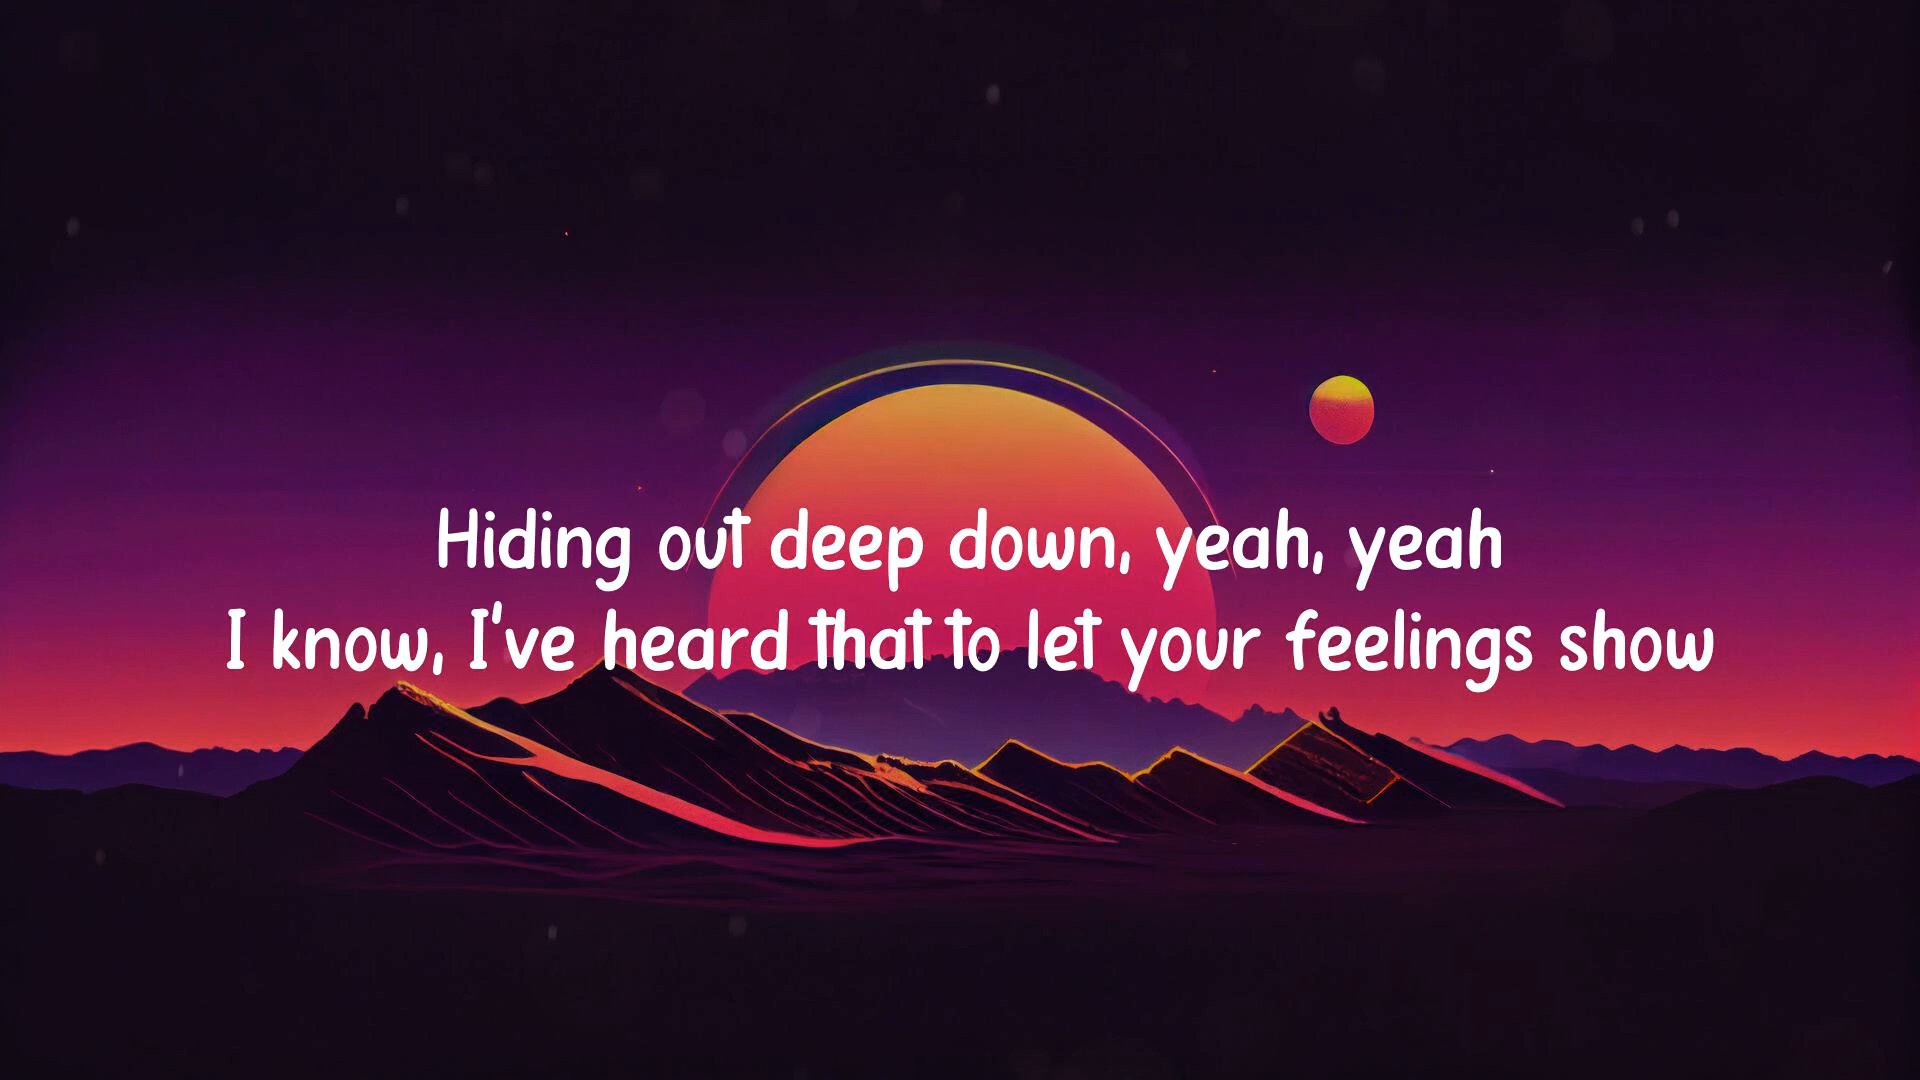 Hiding out deep down, yeah, yeah
I know, I've heard that to let your feelings show